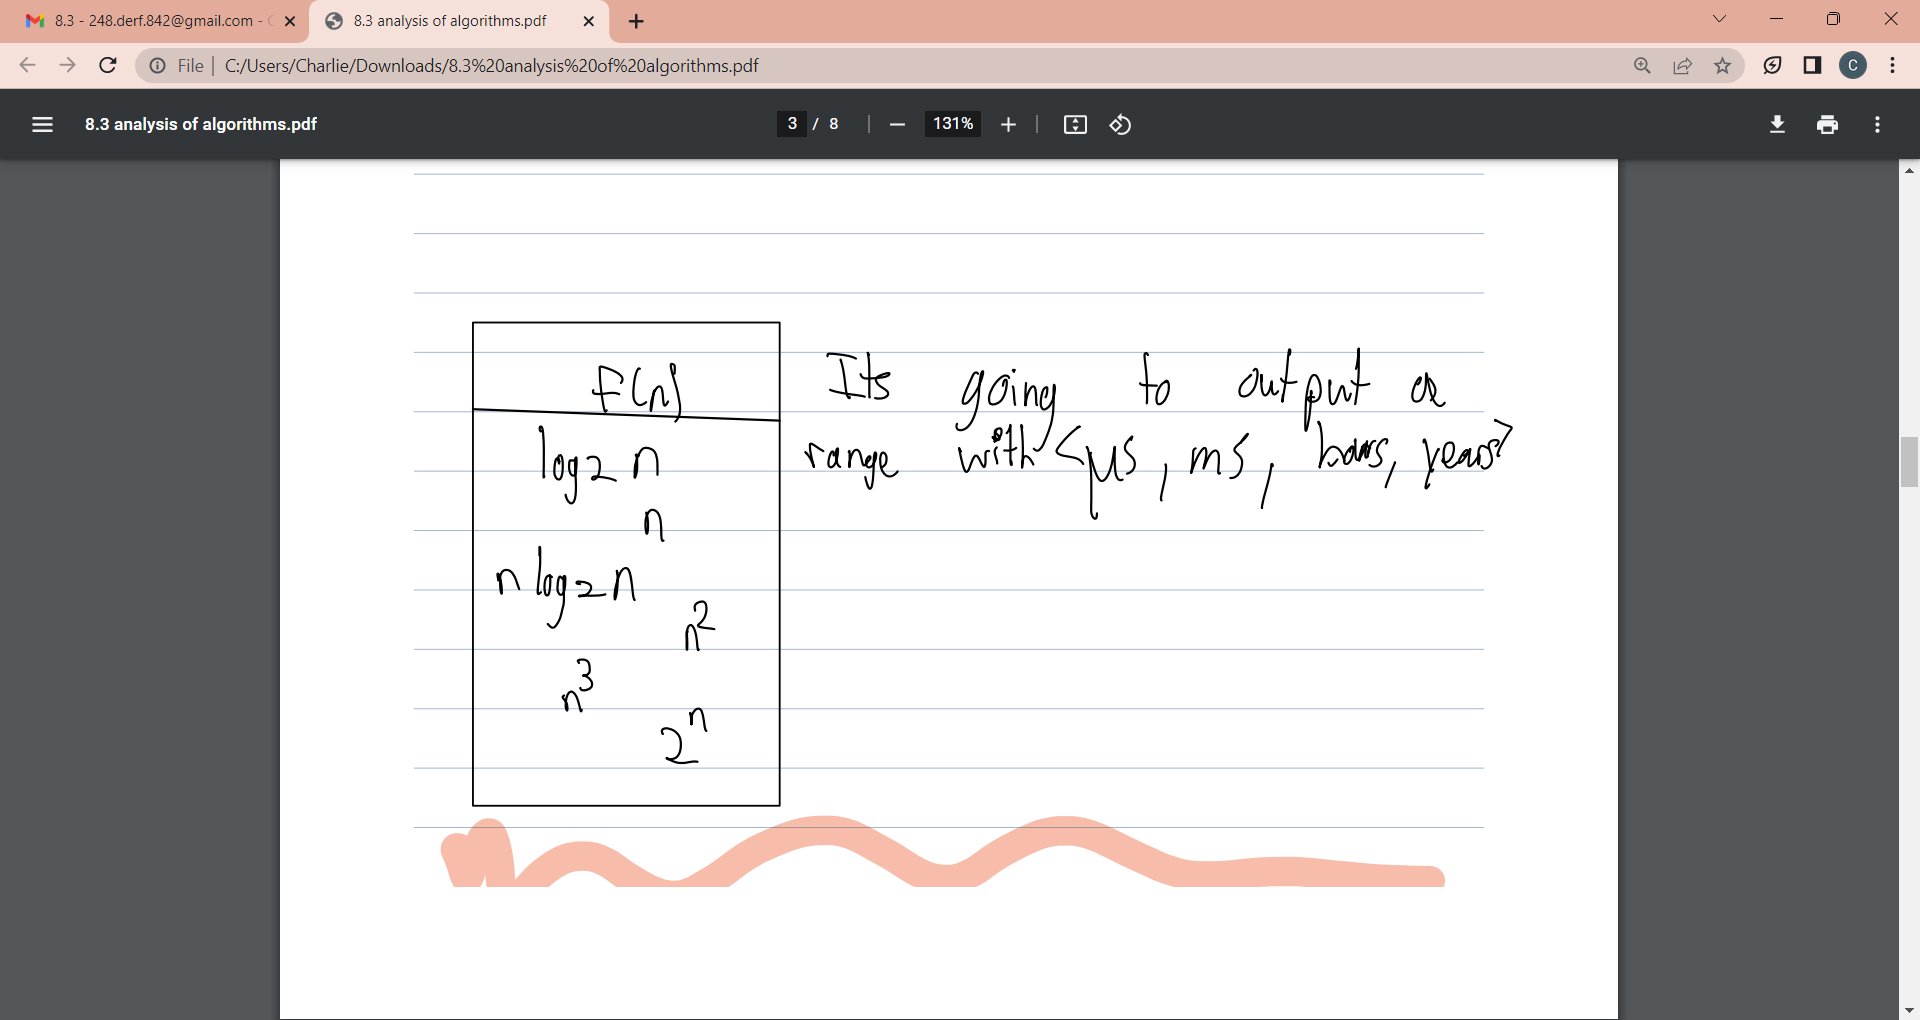 8.3 - 248.derf.842@gmail.com -
8.3 analysis of algorithms.pdf
File | C:/Users/Charlie/Downloads/8.3%20analysis%20of%20algorithms.pdf
C
8.3 analysis of algorithms.pdf
3 / 8
131%
F(n)
log2 n
n
n log2 n
n²
n³
2ⁿ
Its going to output a
range with <μs, ms, hours, years>